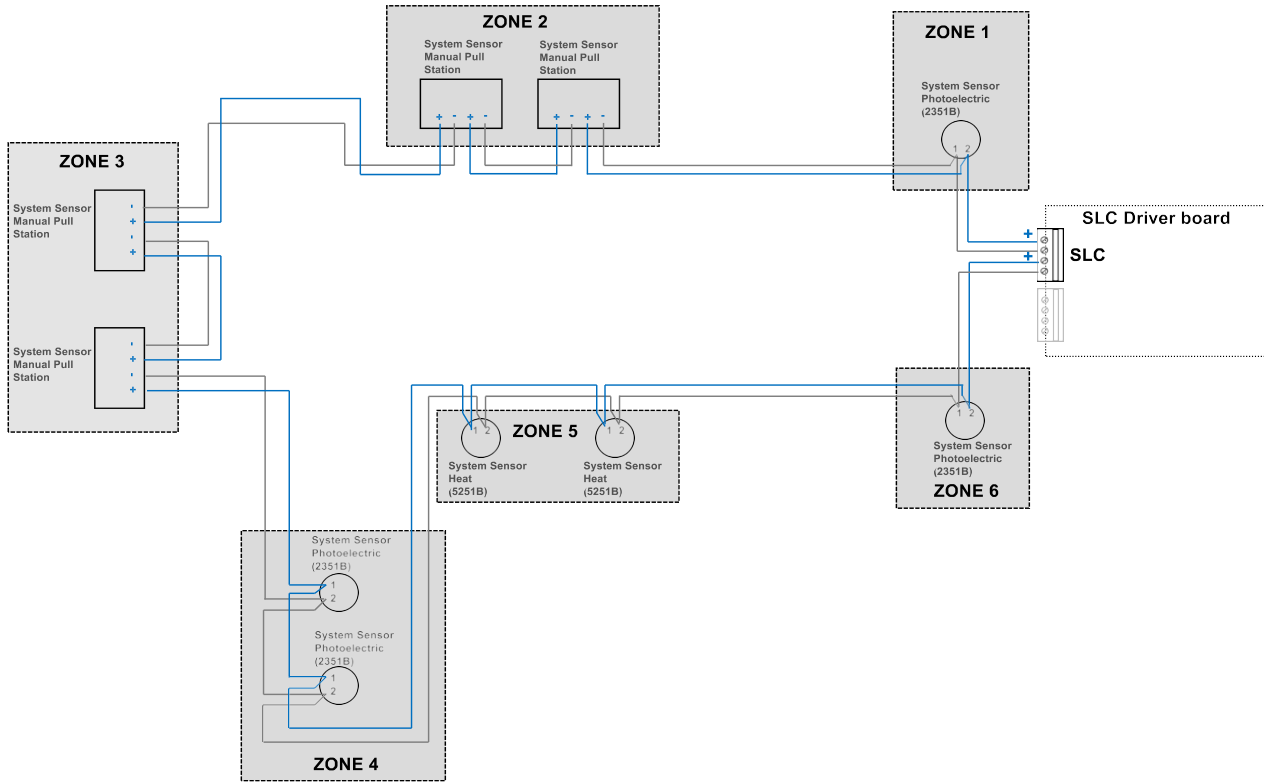 ZONE 2
System Sensor
Manual Pull
Station
+ - + -
System Sensor
Manual Pull
Station
+ - + -
ZONE 1
System Sensor
Photoelectric
(2351B)
1 2
ZONE 3
System Sensor
Manual Pull
Station
-
+
-
+
System Sensor
Manual Pull
Station
-
+
-
+
SLC Driver board
+
+
SLC
ZONE 5
1 2
System Sensor
Heat
(5251B)
1 2
System Sensor
Heat
(5251B)
1 2
System Sensor
Photoelectric
(2351B)
ZONE 6
System Sensor
Photoelectric
(2351B)
1
2
System Sensor
Photoelectric
(2351B)
1
2
ZONE 4